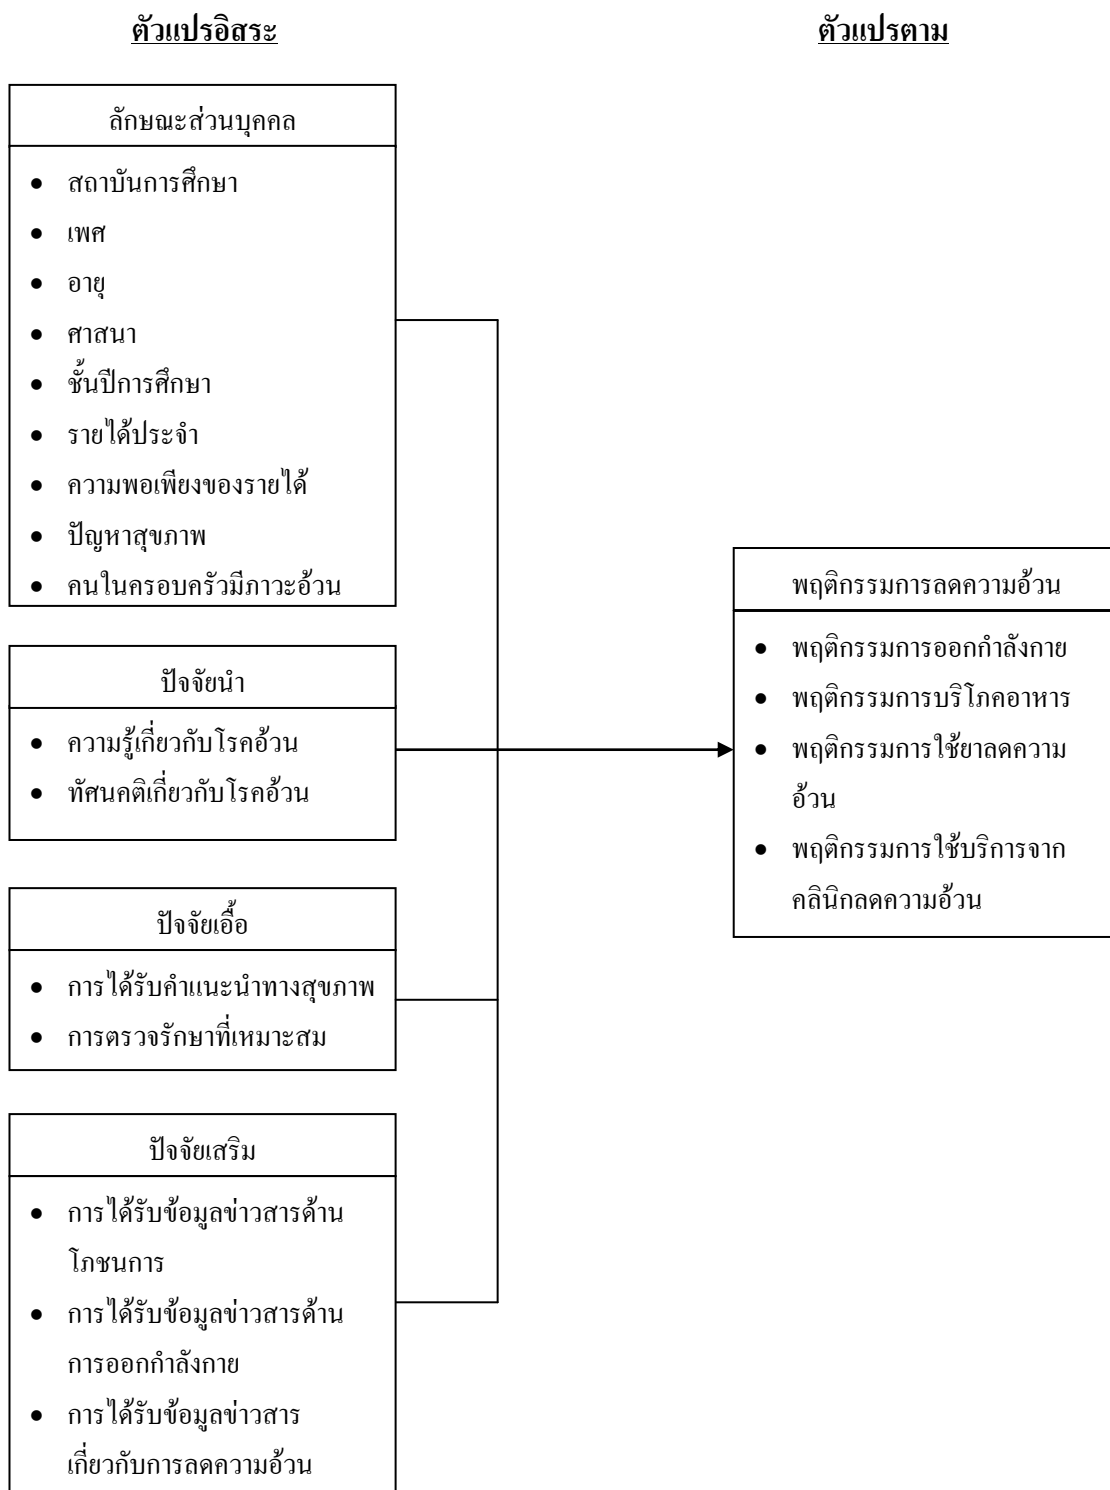 ตัวแปรอิสระ
ตัวแปรตาม
ลักษณะส่วนบุคคล
• สถาบันการศึกษา
• เพศ
• อายุ
• ศาสนา
• ชั้นปีการศึกษา
• รายได้ประจำ
• ความพอเพียงของรายได้
• ปัญหาสุขภาพ
• คนในครอบครัวมีภาวะอ้วน
ปัจจัยนำ
• ความรู้เกี่ยวกับโรคอ้วน
• ทัศนคติเกี่ยวกับโรคอ้วน
ปัจจัยเอื้อ
• การได้รับคำแนะนำทางสุขภาพ
• การตรวจรักษาที่เหมาะสม
ปัจจัยเสริม
• การได้รับข้อมูลข่าวสารด้าน
โภชนการ
• การได้รับข้อมูลข่าวสารด้าน
การออกกำลังกาย
• การได้รับข้อมูลข่าวสาร
เกี่ยวกับการลดความอ้วน
พฤติกรรมการลดความอ้วน
• พฤติกรรมการออกกำลังกาย
• พฤติกรรมการบริโภคอาหาร
• พฤติกรรมการใช้ยาลดความ
อ้วน
• พฤติกรรมการใช้บริการจาก
คลินิกลดความอ้วน